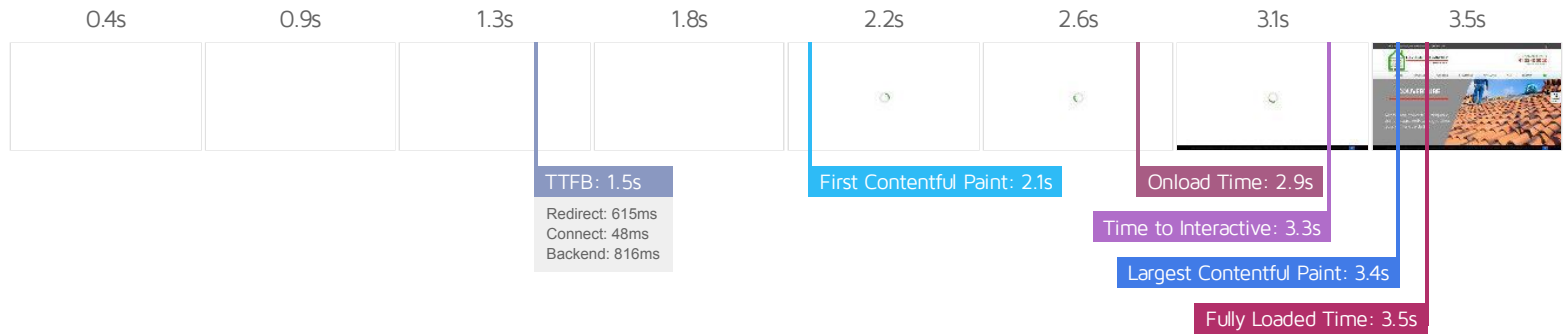 0.4s
0.9s
1.3s
1.8s
2.2s
2.6s
3.1s
3.5s
COUVERTURE
TTFB: 1.5s
Redirect: 615ms
Connect: 48ms
Backend: 816ms
First Contentful Paint: 2.1s
Onload Time: 2.9s
Time to Interactive: 3.3s
Largest Contentful Paint: 3.4s
Fully Loaded Time: 3.5s